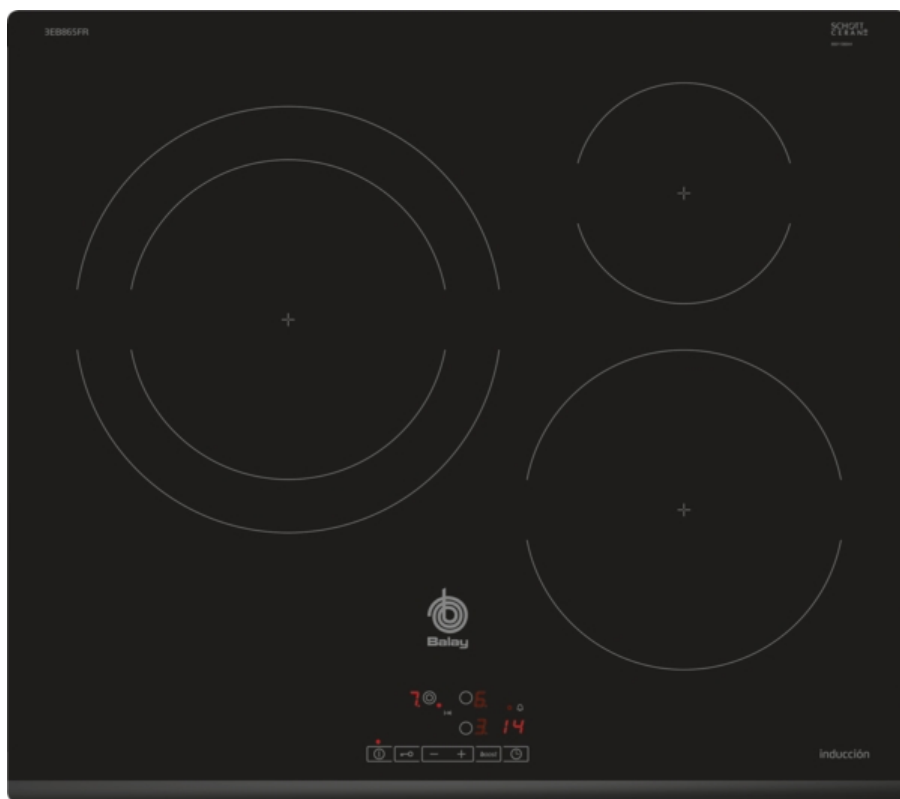 3EB865FR
SCHOTT
CERAN®
Balay
7.
6.
3.
14
- +
Boost
inducción